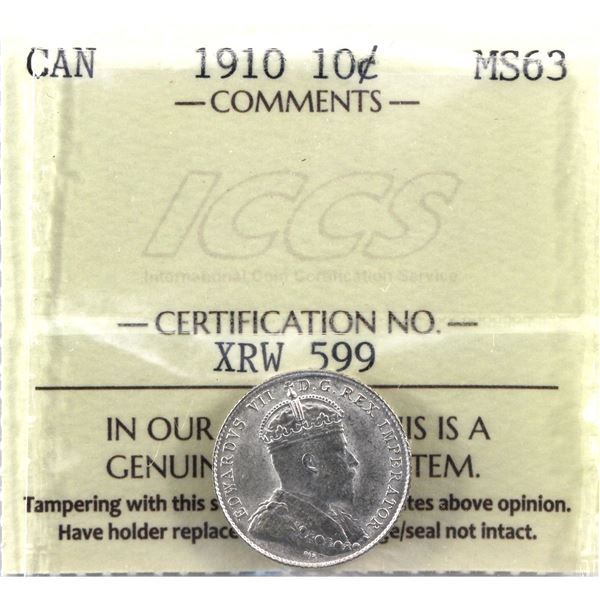 CAN 1910 10¢ MS63
— COMMENTS —
ICCS
International Coin Certification Service
— CERTIFICATION NO. —
XRW 599
IN OUR IS IS A
GENUIN TEM.
Tampering with this s tes above opinion.
Have holder replace ge/seal not intact.
EDWARDVS VII D.G. REX IMPERATOR